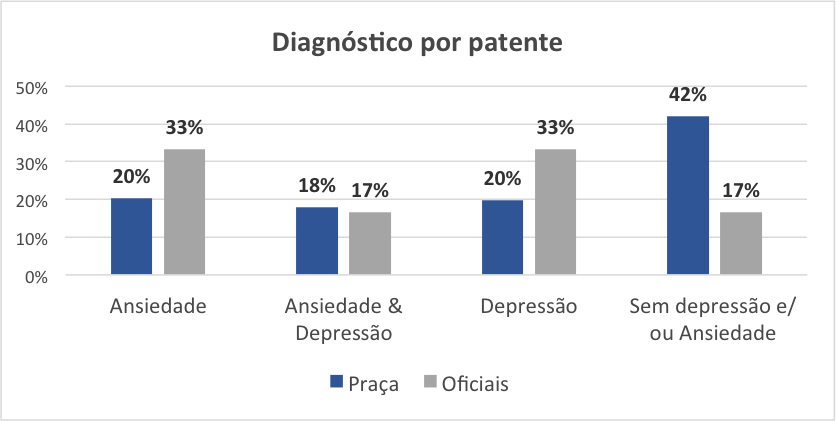 Diagnóstico por patente
50%
40%
30%
20%
10%
0%
20%
33%
18%
17%
20%
33%
42%
17%
Ansiedade
Ansiedade &
Depressão
Depressão
Sem depressão e/
ou Ansiedade
Praça
Oficiais